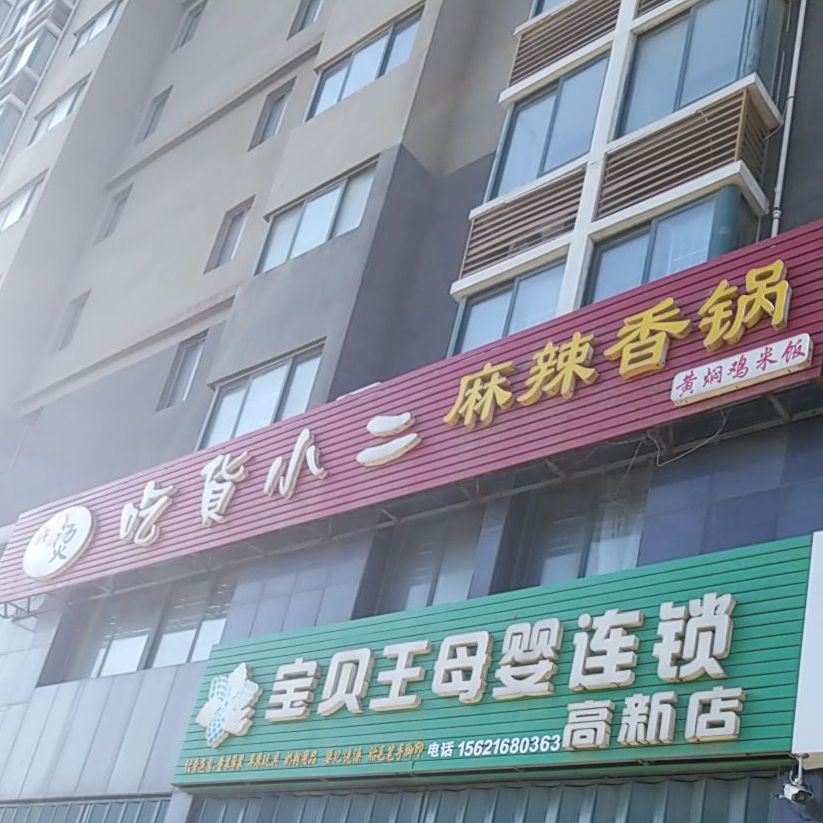 吃货小二 麻辣香锅
黄焖鸡米饭
宝贝王母婴连锁
高新店
电话 15621680363